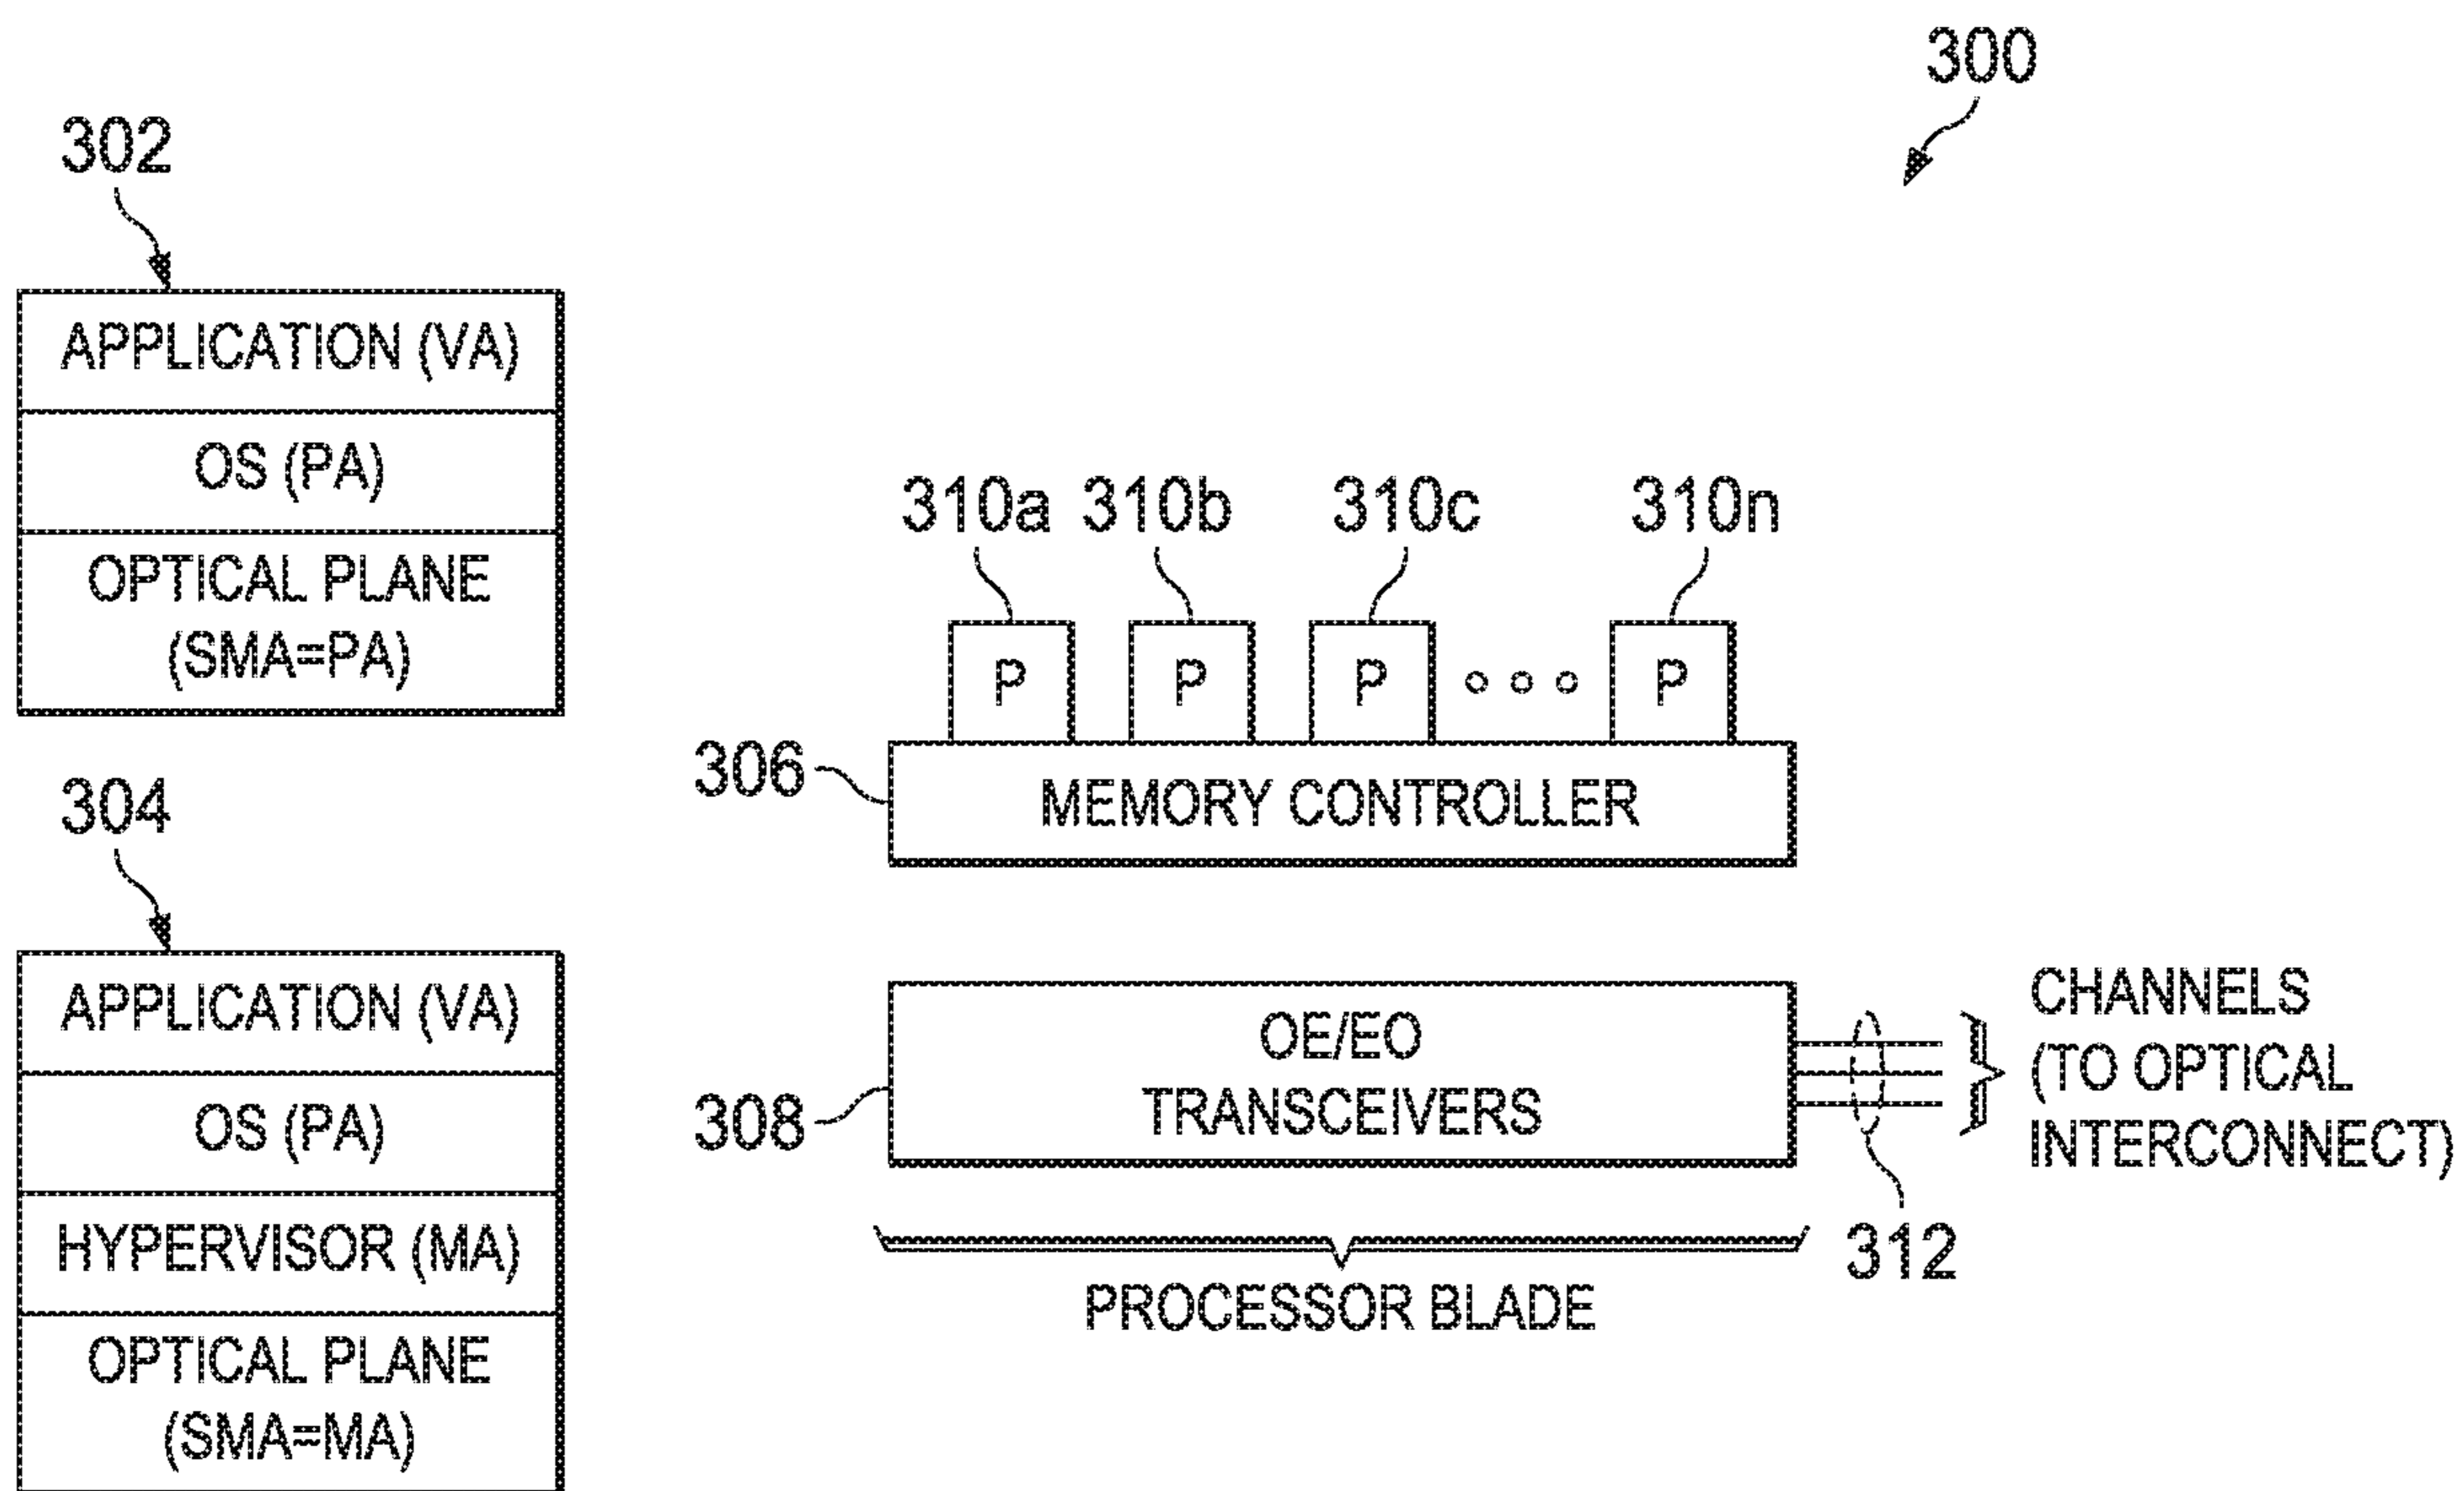 300
302
APPLICATION (VA)
OS (PA)
OPTICAL PLANE
(SMA=PA)
304
APPLICATION (VA)
OS (PA)
HYPERVISOR (MA)
OPTICAL PLANE
(SMA=MA)
310a 310b 310c 310n
P P P P
306
MEMORY CONTROLLER
308
OE/EO
TRANSCEIVERS
CHANNELS
(TO OPTICAL
INTERCONNECT)
312
PROCESSOR BLADE